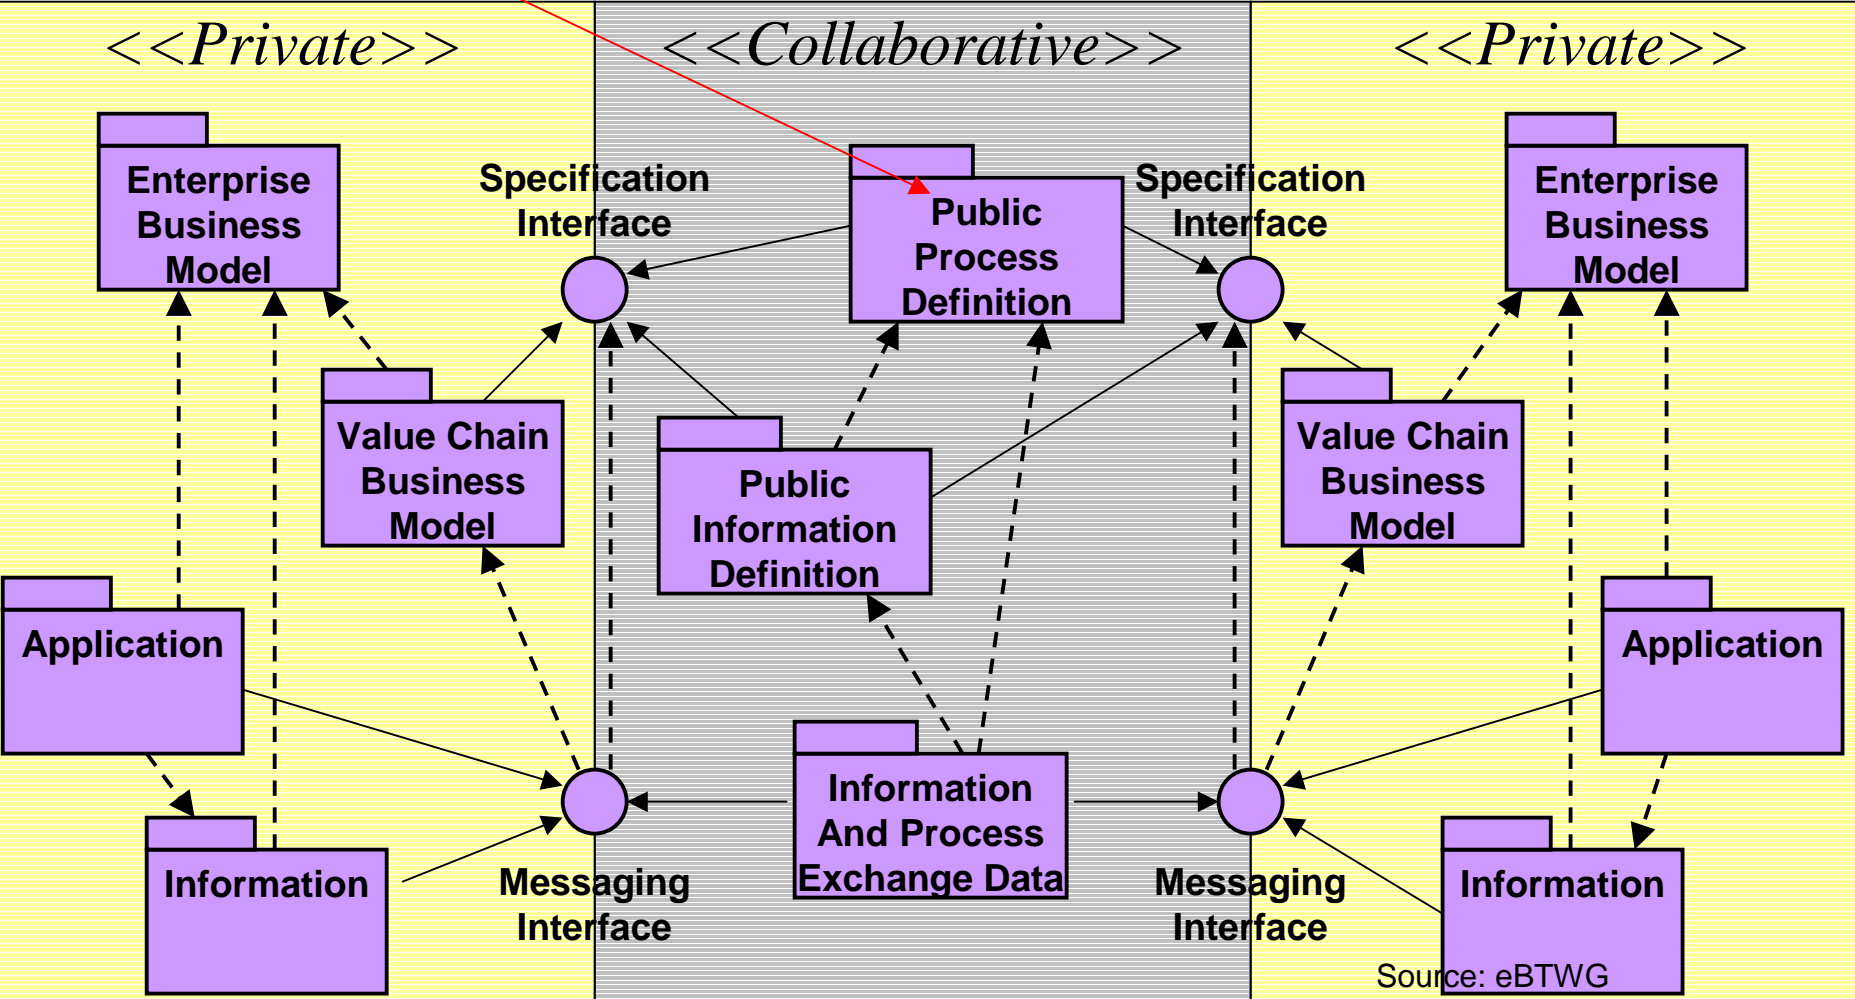 <<Private>>
<<Collaborative>>
<<Private>>
Enterprise
Business
Model
Specification
Interface
Public
Process
Definition
Specification
Interface
Enterprise
Business
Model
Value Chain
Business
Model
Public
Information
Definition
Value Chain
Business
Model
Application
Application
Information
Messaging
Interface
Information
And Process
Exchange Data
Messaging
Interface
Information
Source: eBTWG